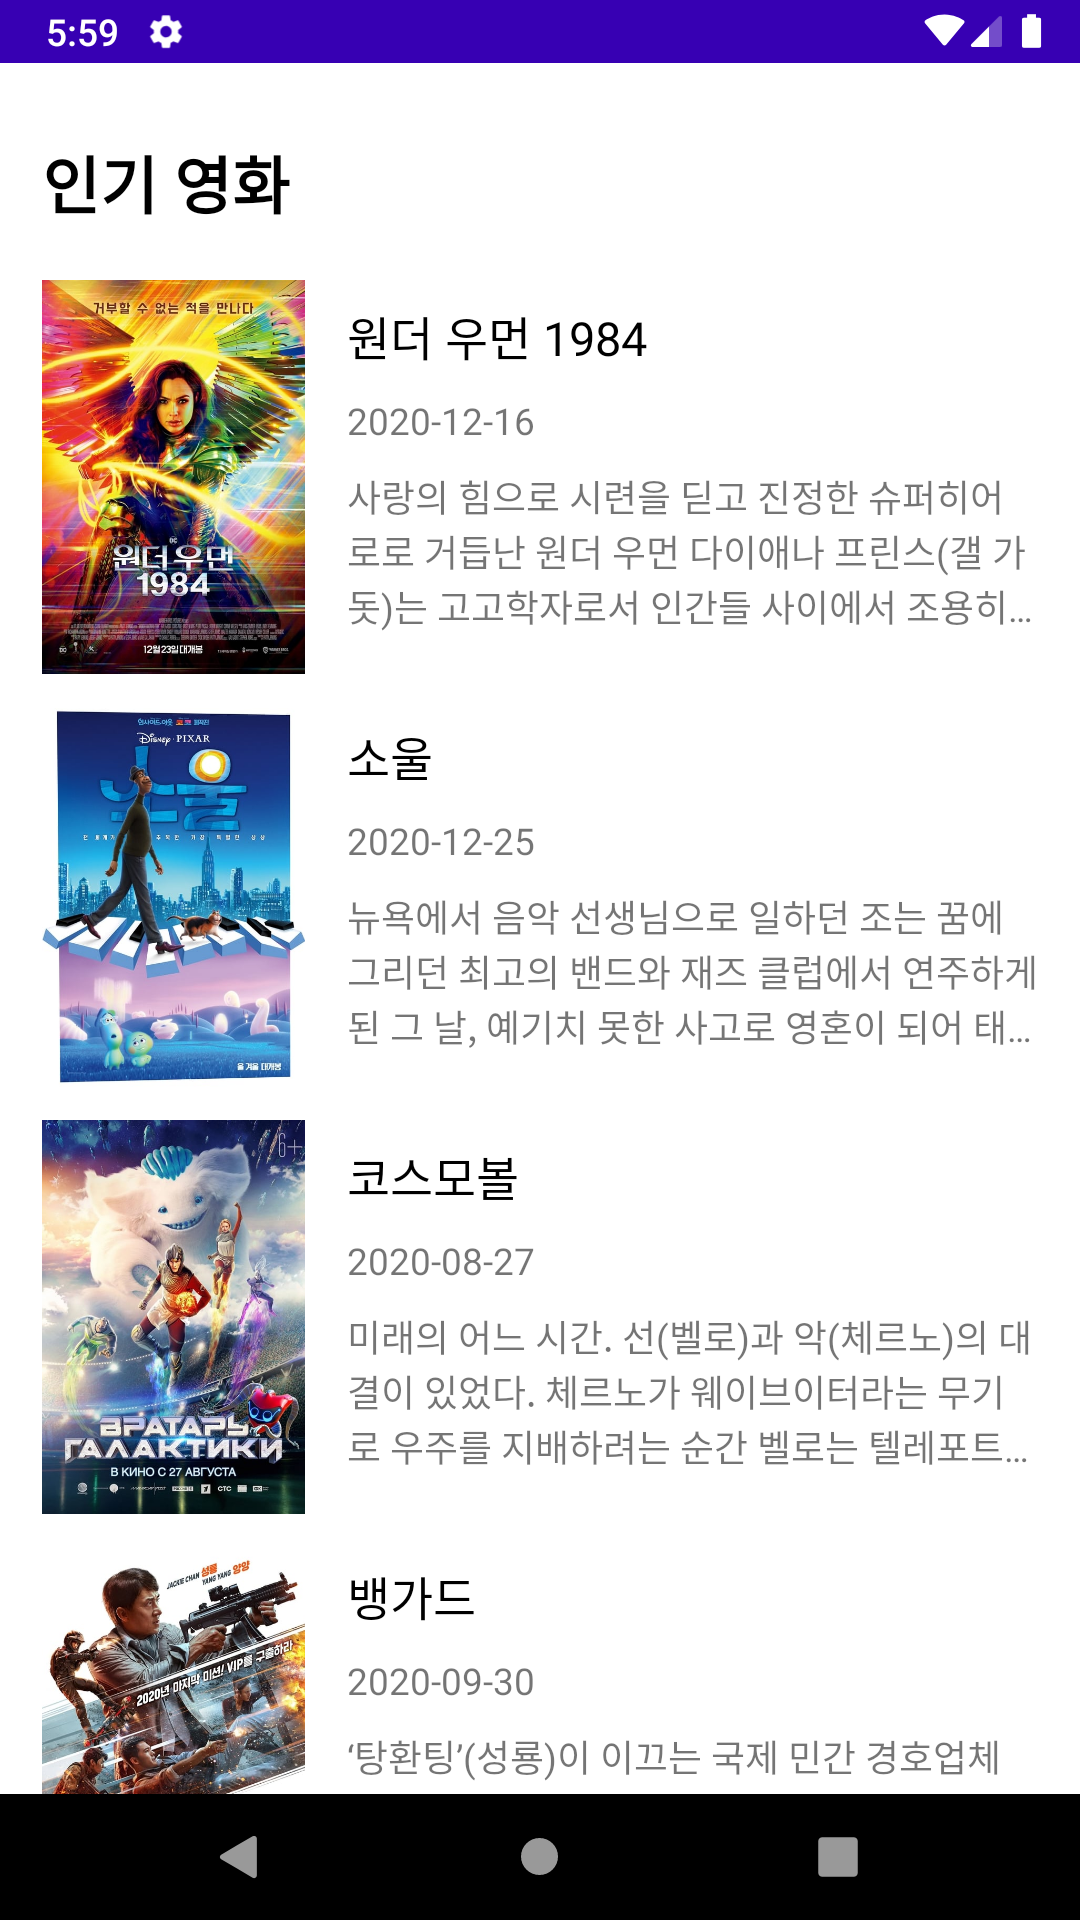 5:59
인기 영화
거부할 수 없는 적을 만나다
DC
원더 우먼
1984
12월 23일 대개봉
원더 우먼 1984
2020-12-16
사랑의 힘으로 시련을 딛고 진정한 슈퍼히어
로로 거듭난 원더 우먼 다이애나 프린스(갤 가
돗)는 고고학자로서 인간들 사이에서 조용히...
Disney · PIXAR
소울
올 겨울 대개봉
소울
2020-12-25
뉴욕에서 음악 선생님으로 일하던 조는 꿈에
그리던 최고의 밴드와 재즈 클럽에서 연주하게
된 그 날, 예기치 못한 사고로 영혼이 되어 태...
6+
ВРАТАРЬ
ГАЛАКТИКИ
В КИНО С 27 АВГУСТА
СТС
코스모볼
2020-08-27
미래의 어느 시간. 선(벨로)과 악(체르노)의 대
결이 있었다. 체르노가 웨이브이터라는 무기
로 우주를 지배하려는 순간 벨로는 텔레포트...
JACKIE CHAN 성룡
YANG YANG 양양
2020년 마지막 미션! VIP를 구출하라!
뱅가드
2020-09-30
‘탕환팅’(성룡)이 이끄는 국제 민간 경호업체